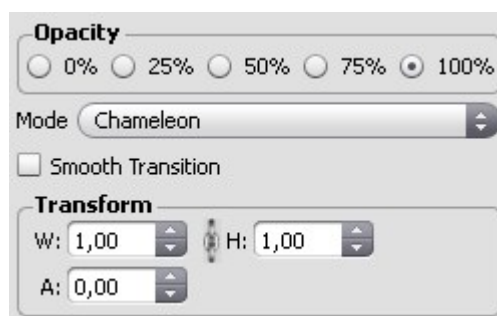 Opacity
0% 25% 50% 75% 100%
Mode Chameleon
Smooth Transition
Transform
W: 1,00 H: 1,00
A: 0,00